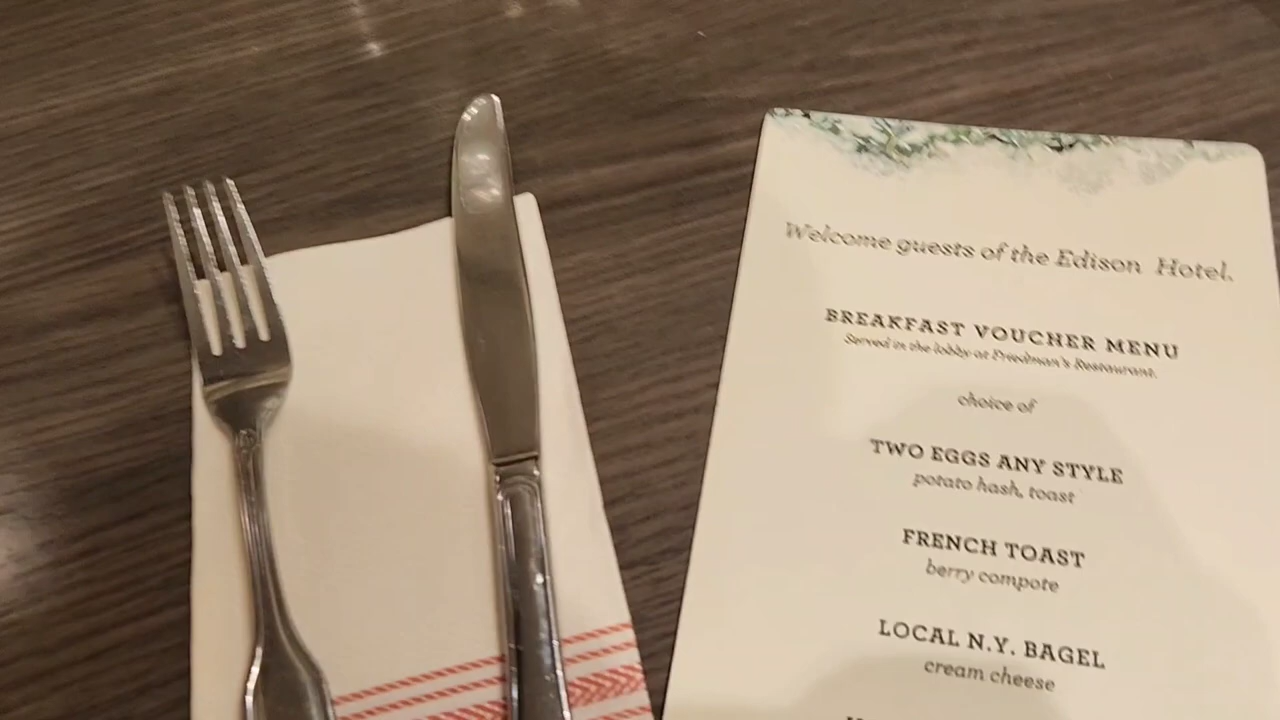 Welcome guests of the Edison Hotel.
BREAKFAST VOUCHER MENU
Served in the lobby at Friedman's Restaurant.
choice of
TWO EGGS ANY STYLE
potato hash, toast
FRENCH TOAST
berry compote
LOCAL N.Y. BAGEL
cream cheese